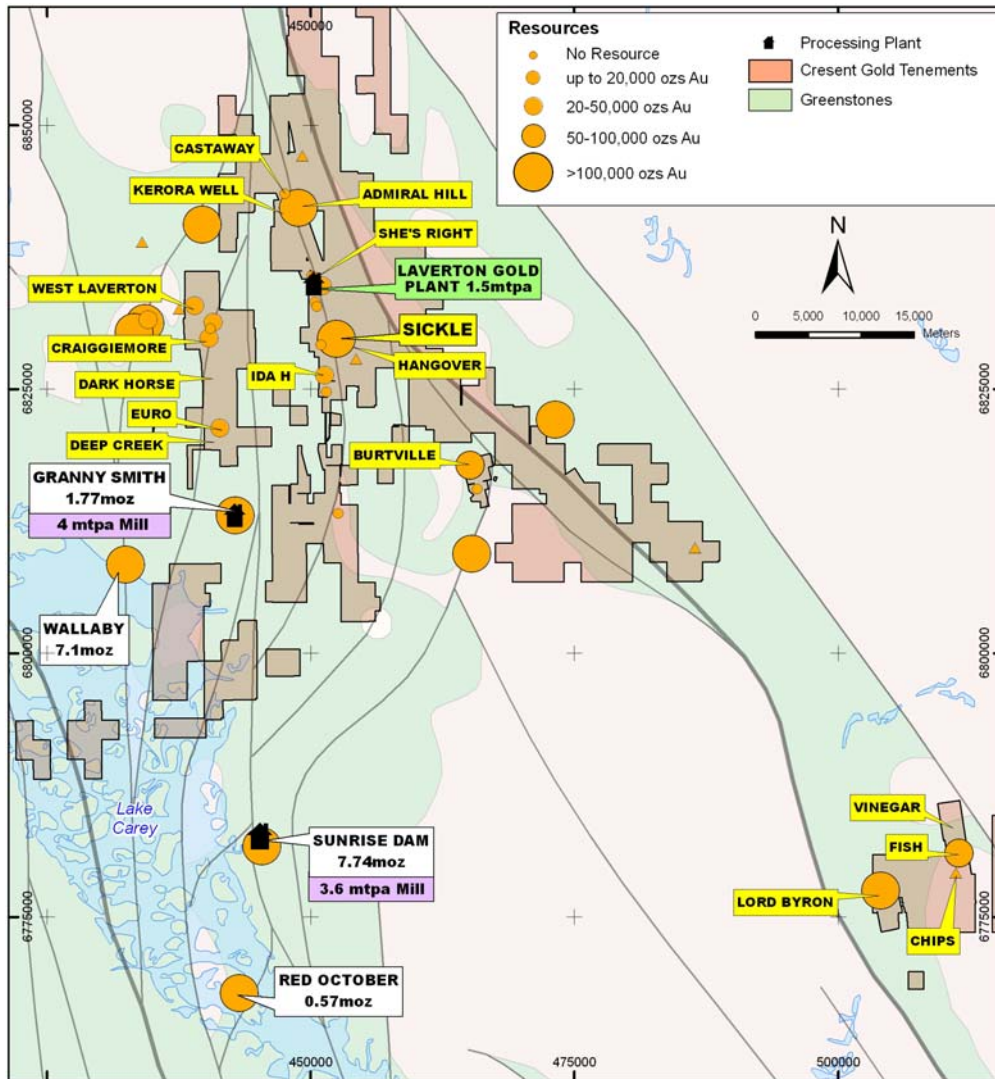 450000
Resources
No Resource
up to 20,000 ozs Au
20-50,000 ozs Au
50-100,000 ozs Au
>100,000 ozs Au
Processing Plant
Cresent Gold Tenements
Greenstones
6850000
6850000
CASTAWAY
KERORA WELL
ADMIRAL HILL
SHE'S RIGHT
N
LAVERTON GOLD
PLANT 1.5mtpa
WEST LAVERTON
0
5,000
10,000
15,000
Meters
SICKLE
CRAIGGIEMORE
HANGOVER
DARK HORSE
IDA H
6825000
6825000
EURO
DEEP CREEK
BURTVILLE
GRANNY SMITH
1.77moz
4 mtpa Mill
WALLABY
7.1moz
6800000
6800000
Lake
Carey
VINEGAR
SUNRISE DAM
7.74moz
3.6 mtpa Mill
FISH
LORD BYRON
6775000
6775000
CHIPS
RED OCTOBER
0.57moz
450000
475000
500000